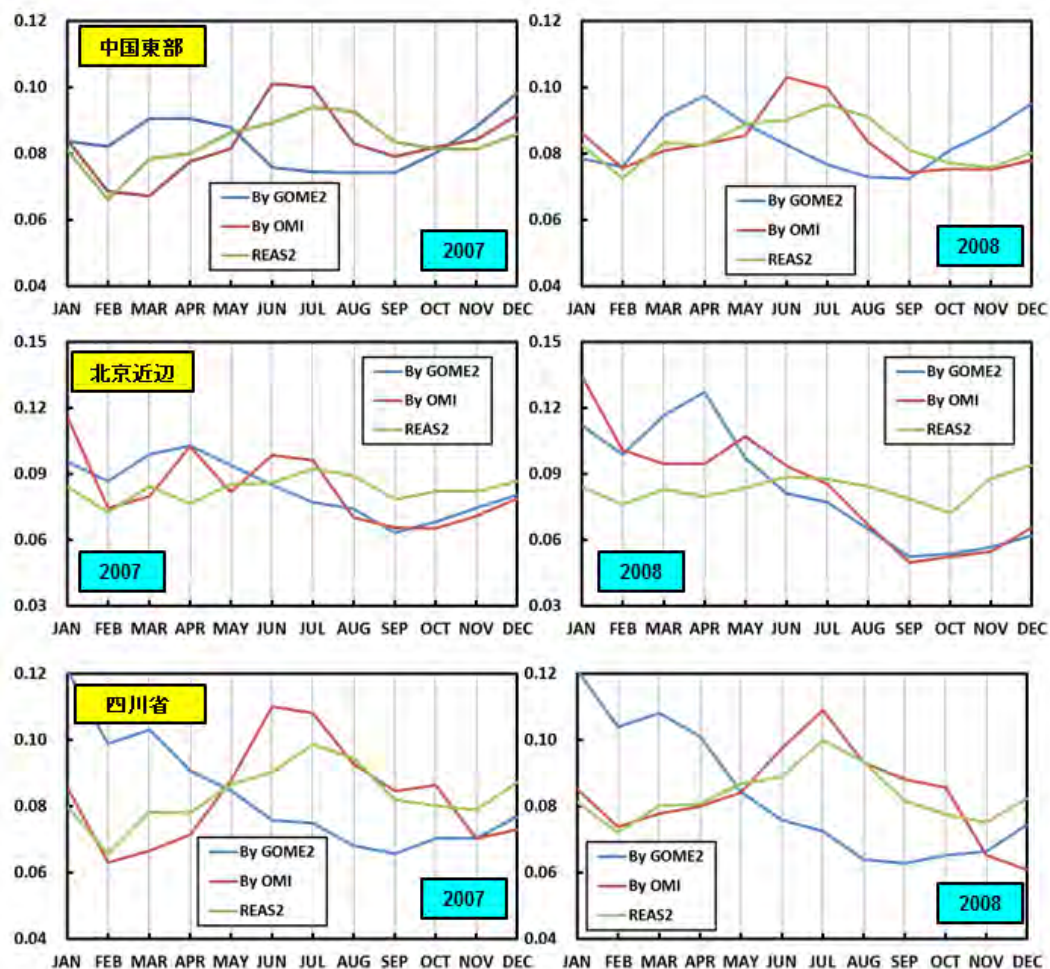 0.12
0.10
0.08
0.06
0.04
中国東部
By GOME2
By OMI
REAS2
2007
JAN FEB MAR APR MAY JUN JUL AUG SEP OCT NOV DEC
0.12
0.10
0.08
0.06
0.04
By GOME2
By OMI
REAS2
2008
JAN FEB MAR APR MAY JUN JUL AUG SEP OCT NOV DEC
0.15
0.12
0.09
0.06
0.03
北京近辺
By GOME2
By OMI
REAS2
2007
JAN FEB MAR APR MAY JUN JUL AUG SEP OCT NOV DEC
0.15
0.12
0.09
0.06
0.03
By GOME2
By OMI
REAS2
2008
JAN FEB MAR APR MAY JUN JUL AUG SEP OCT NOV DEC
0.12
0.10
0.08
0.06
0.04
四川省
By GOME2
By OMI
REAS2
2007
JAN FEB MAR APR MAY JUN JUL AUG SEP OCT NOV DEC
0.12
0.10
0.08
0.06
0.04
By GOME2
By OMI
REAS2
2008
JAN FEB MAR APR MAY JUN JUL AUG SEP OCT NOV DEC